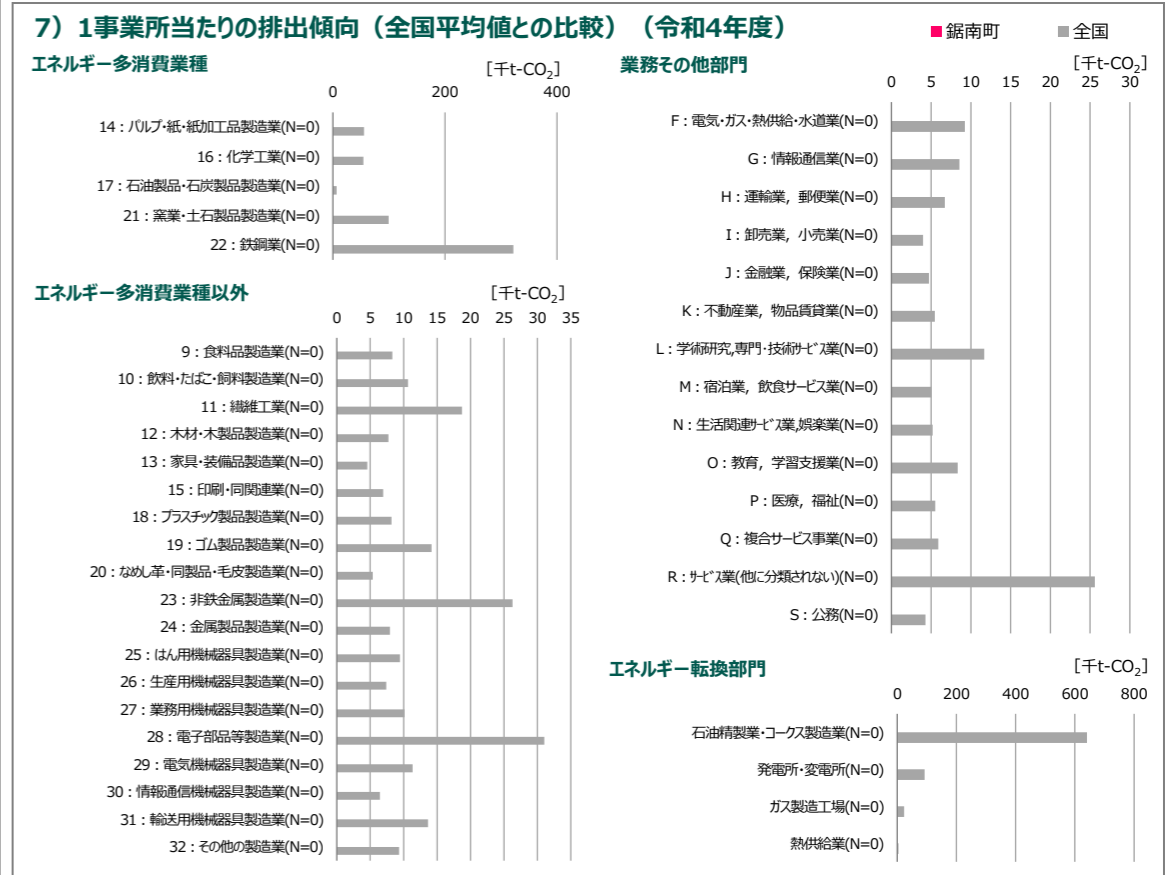 7）1事業所当たりの排出傾向（全国平均値との比較）（令和4年度）
■鋸南町 ■全国
エネルギー多消費業種
[千t-CO₂]
0 200 400
14：パルプ・紙・紙加工品製造業(N=0)
16：化学工業(N=0)
17：石油製品・石炭製品製造業(N=0)
21：窯業・土石製品製造業(N=0)
22：鉄鋼業(N=0)
エネルギー多消費業種以外
[千t-CO₂]
0 5 10 15 20 25 30 35
9：食料品製造業(N=0)
10：飲料・たばこ・飼料製造業(N=0)
11：繊維工業(N=0)
12：木材・木製品製造業(N=0)
13：家具・装備品製造業(N=0)
15：印刷・同関連業(N=0)
18：プラスチック製品製造業(N=0)
19：ゴム製品製造業(N=0)
20：なめし革・同製品・毛皮製造業(N=0)
23：非鉄金属製造業(N=0)
24：金属製品製造業(N=0)
25：はん用機械器具製造業(N=0)
26：生産用機械器具製造業(N=0)
27：業務用機械器具製造業(N=0)
28：電子部品等製造業(N=0)
29：電気機械器具製造業(N=0)
30：情報通信機械器具製造業(N=0)
31：輸送用機械器具製造業(N=0)
32：その他の製造業(N=0)
業務その他部門
[千t-CO₂]
0 5 10 15 20 25 30
F：電気・ガス・熱供給・水道業(N=0)
G：情報通信業(N=0)
H：運輸業，郵便業(N=0)
I：卸売業，小売業(N=0)
J：金融業，保険業(N=0)
K：不動産業，物品賃貸業(N=0)
L：学術研究,専門・技術ｻｰﾋﾞｽ業(N=0)
M：宿泊業，飲食サービス業(N=0)
N：生活関連ｻｰﾋﾞｽ業,娯楽業(N=0)
O：教育，学習支援業(N=0)
P：医療，福祉(N=0)
Q：複合サービス事業(N=0)
R：ｻｰﾋﾞｽ業(他に分類されない)(N=0)
S：公務(N=0)
エネルギー転換部門
[千t-CO₂]
0 200 400 600 800
石油精製業・コークス製造業(N=0)
発電所・変電所(N=0)
ガス製造工場(N=0)
熱供給業(N=0)